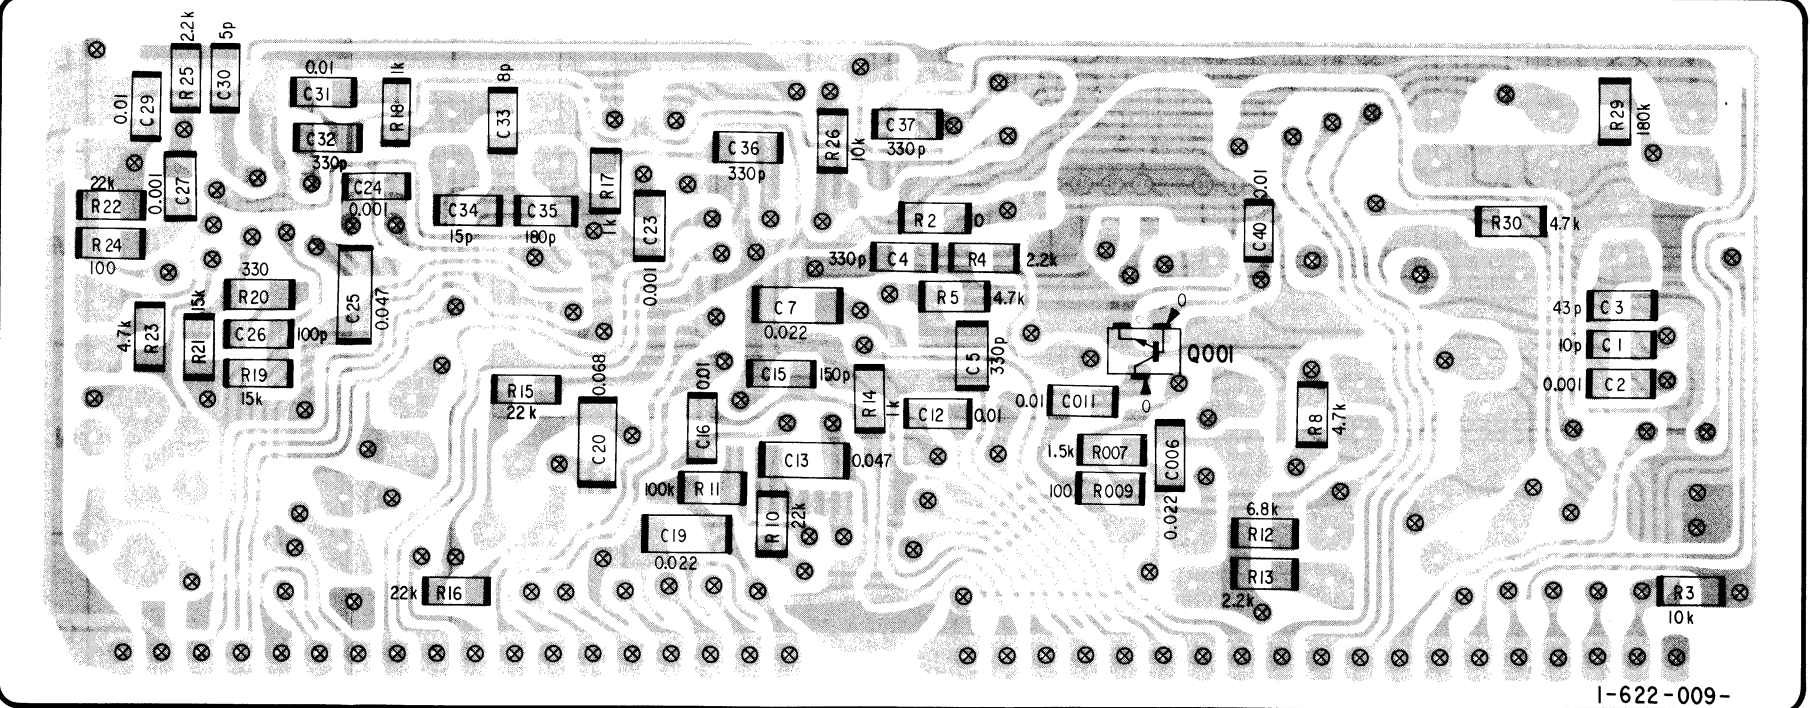 R25 2.2k
C30 5p
C29 0.01
0.01
C31
C32
330p
R18 1k
C33 8p
C27 0.001
22k
R22
R24
100
C24
0.001
C34
15p
C35
180p
R17 1k
C23 0.001
C36
330p
R26 10k
C37
330p
R2 0
330p C4
R4 2.2k
R5 4.7k
C40 0.01
R29 180k
R30 4.7k
R23 4.7k
R21 15k
330
R20
C26 100p
R19
15k
C25 0.047
C7
0.022
C15 150p
C5 330p
0
Q001
0
43p C3
10p C1
0.001 C2
R15
22k
C20 0.068
C16 0.01
R14 1k
C12 0.01
0.01 C011
R8 4.7k
C13 0.047
1.5k R007
100 R009
C006 0.022
100k R11
R10 22k
C19
0.022
6.8k
R12
R13
2.2k
22k R16
R3
10k
1-622-009-